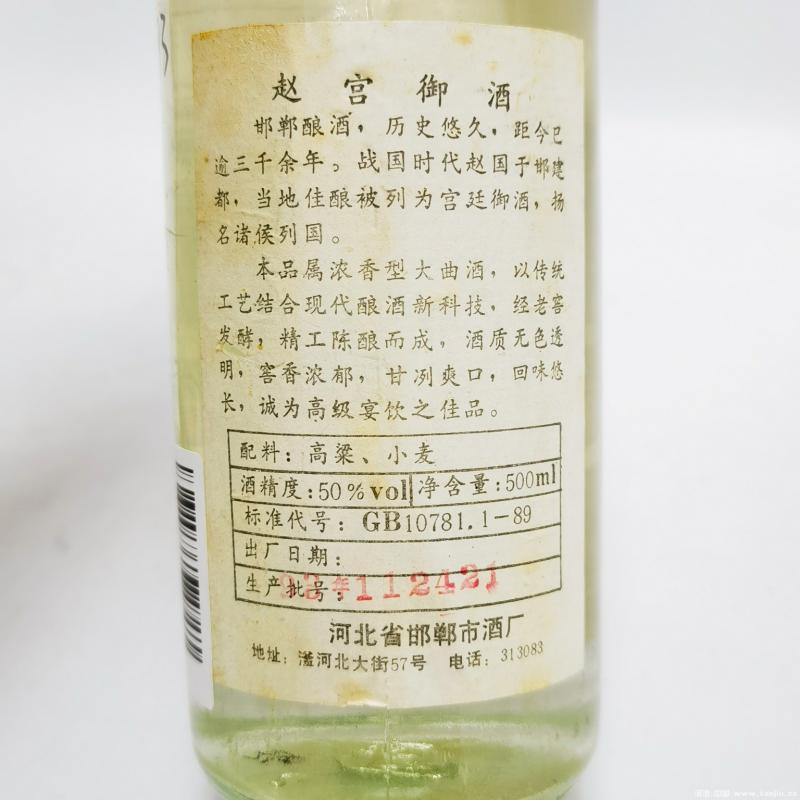 赵宫御酒
邯郸酿酒，历史悠久，距今已
逾三千余年。战国时代赵国于邯建
都，当地佳酿被列为宫廷御酒，扬
名诸侯列国。
本品属浓香型大曲酒，以传统
工艺结合现代酿酒新科技，经老窖
发酵，精工陈酿而成，酒质无色透
明，窖香浓郁，甘冽爽口，回味悠
长，诚为高级宴饮之佳品。
配料：高粱、小麦
酒精度：50%vol 净含量：500ml
标准代号：GB10781.1-89
出厂日期：
生产批号：92#112421
河北省邯郸市酒厂
地址：滏河北大街57号 电话：313083